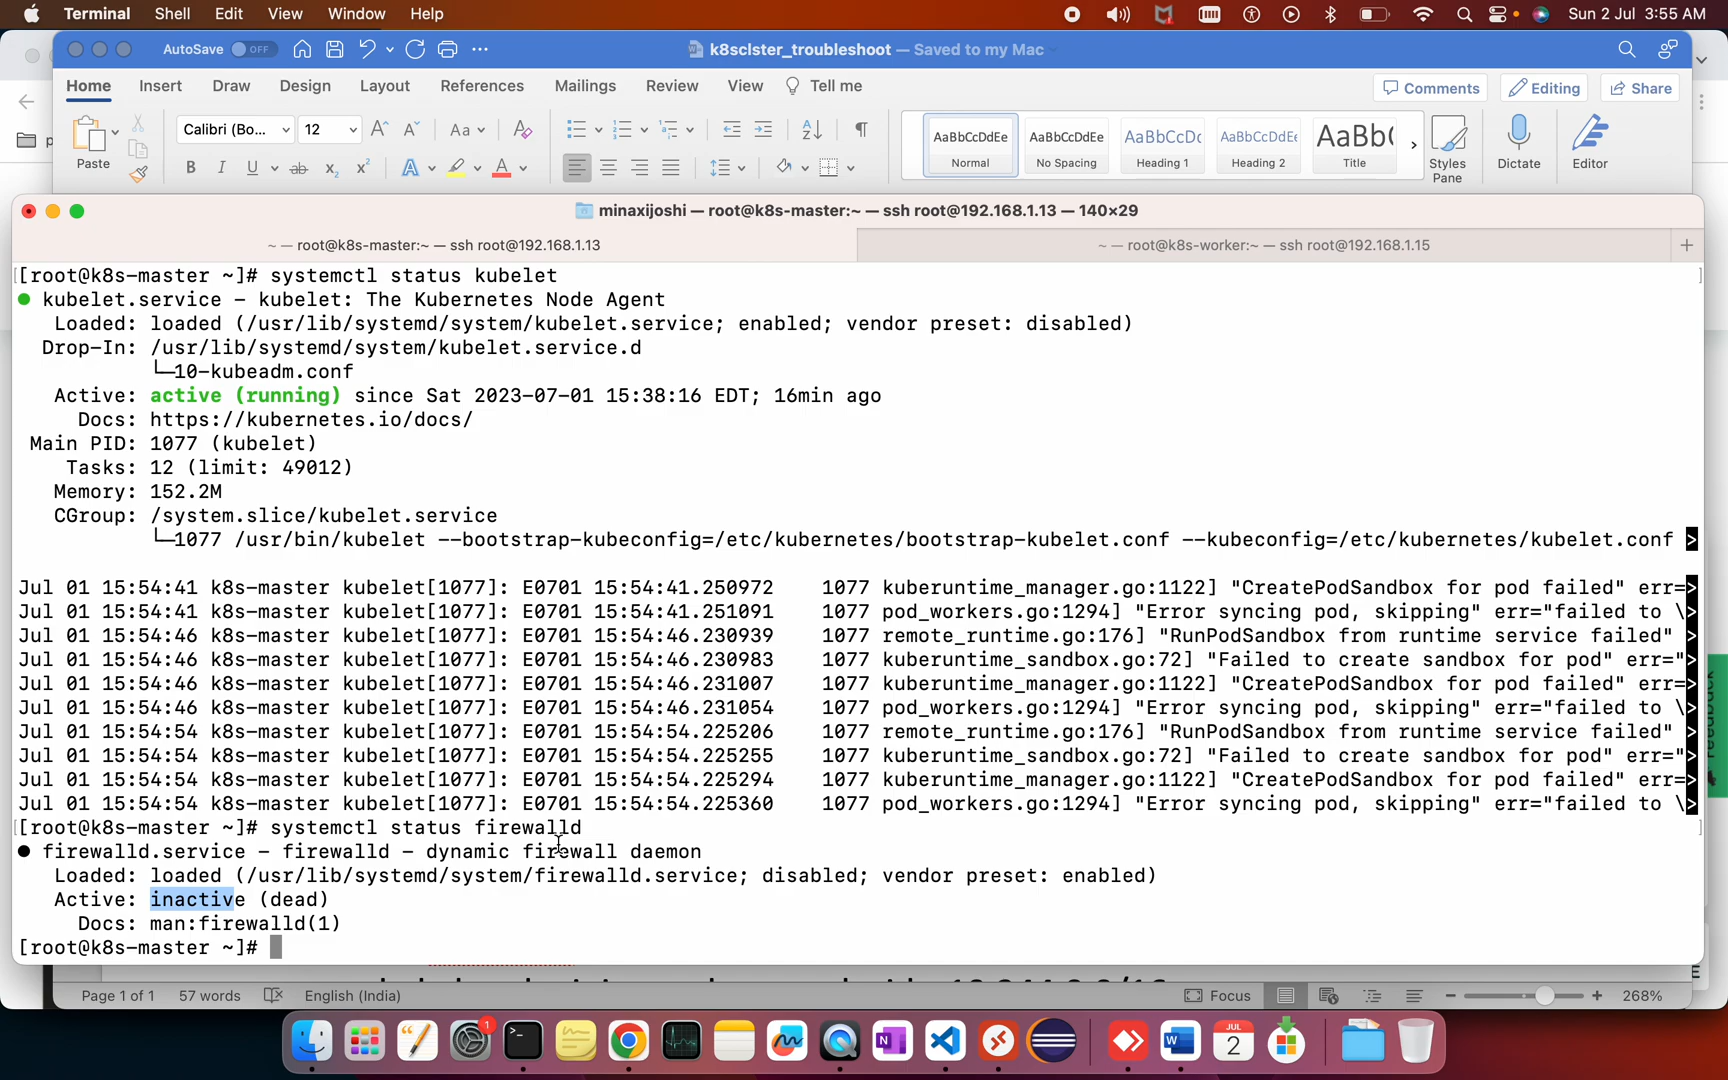 Terminal Shell Edit View Window Help Sun 2 Jul 3:55 AM
AutoSave OFF k8sclster_troubleshoot — Saved to my Mac
Home Insert Draw Design Layout References Mailings Review View Tell me Comments Editing Share
Paste Calibri (Bo... 12 AaBbCcDdEe AaBbCcDdEe AaBbCcDc AaBbCcDdEe AaBb(
Normal No Spacing Heading 1 Heading 2 Title Styles Pane Dictate Editor
minaxijoshi — root@k8s-master:~ — ssh root@192.168.1.13 — 140×29
~ — root@k8s-master:~ — ssh root@192.168.1.13 ~ — root@k8s-worker:~ — ssh root@192.168.1.15 +
[root@k8s-master ~]# systemctl status kubelet
● kubelet.service - kubelet: The Kubernetes Node Agent
Loaded: loaded (/usr/lib/systemd/system/kubelet.service; enabled; vendor preset: disabled)
Drop-In: /usr/lib/systemd/system/kubelet.service.d
└─10-kubeadm.conf
Active: active (running) since Sat 2023-07-01 15:38:16 EDT; 16min ago
Docs: https://kubernetes.io/docs/
Main PID: 1077 (kubelet)
Tasks: 12 (limit: 49012)
Memory: 152.2M
CGroup: /system.slice/kubelet.service
└─1077 /usr/bin/kubelet --bootstrap-kubeconfig=/etc/kubernetes/bootstrap-kubelet.conf --kubeconfig=/etc/kubernetes/kubelet.conf >
Jul 01 15:54:41 k8s-master kubelet[1077]: E0701 15:54:41.250972 1077 kuberuntime_manager.go:1122] "CreatePodSandbox for pod failed" err=>
Jul 01 15:54:41 k8s-master kubelet[1077]: E0701 15:54:41.251091 1077 pod_workers.go:1294] "Error syncing pod, skipping" err="failed to \>
Jul 01 15:54:46 k8s-master kubelet[1077]: E0701 15:54:46.230939 1077 remote_runtime.go:176] "RunPodSandbox from runtime service failed" >
Jul 01 15:54:46 k8s-master kubelet[1077]: E0701 15:54:46.230983 1077 kuberuntime_sandbox.go:72] "Failed to create sandbox for pod" err=">
Jul 01 15:54:46 k8s-master kubelet[1077]: E0701 15:54:46.231007 1077 kuberuntime_manager.go:1122] "CreatePodSandbox for pod failed" err=>
Jul 01 15:54:46 k8s-master kubelet[1077]: E0701 15:54:46.231054 1077 pod_workers.go:1294] "Error syncing pod, skipping" err="failed to \>
Jul 01 15:54:54 k8s-master kubelet[1077]: E0701 15:54:54.225206 1077 remote_runtime.go:176] "RunPodSandbox from runtime service failed" >
Jul 01 15:54:54 k8s-master kubelet[1077]: E0701 15:54:54.225255 1077 kuberuntime_sandbox.go:72] "Failed to create sandbox for pod" err=">
Jul 01 15:54:54 k8s-master kubelet[1077]: E0701 15:54:54.225294 1077 kuberuntime_manager.go:1122] "CreatePodSandbox for pod failed" err=>
Jul 01 15:54:54 k8s-master kubelet[1077]: E0701 15:54:54.225360 1077 pod_workers.go:1294] "Error syncing pod, skipping" err="failed to \>
[root@k8s-master ~]# systemctl status firewalld
● firewalld.service - firewalld - dynamic firewall daemon
Loaded: loaded (/usr/lib/systemd/system/firewalld.service; disabled; vendor preset: enabled)
Active: inactive (dead)
Docs: man:firewalld(1)
[root@k8s-master ~]#
Page 1 of 1 57 words English (India) Focus 268%